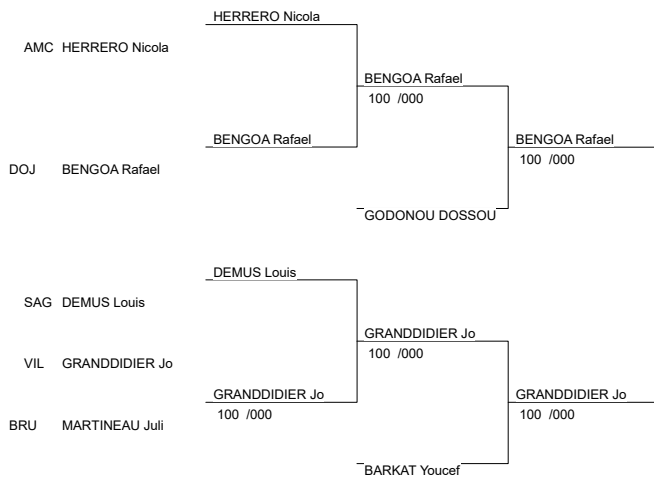 HERRERO Nicola
AMC HERRERO Nicola
BENGOA Rafael
100 /000
BENGOA Rafael
BENGOA Rafael
100 /000
DOJ BENGOA Rafael
GODONOU DOSSOU
DEMUS Louis
SAG DEMUS Louis
GRANDDIDIER Jo
100 /000
VIL GRANDDIDIER Jo
GRANDDIDIER Jo
100 /000
GRANDDIDIER Jo
100 /000
BRU MARTINEAU Juli
BARKAT Youcef